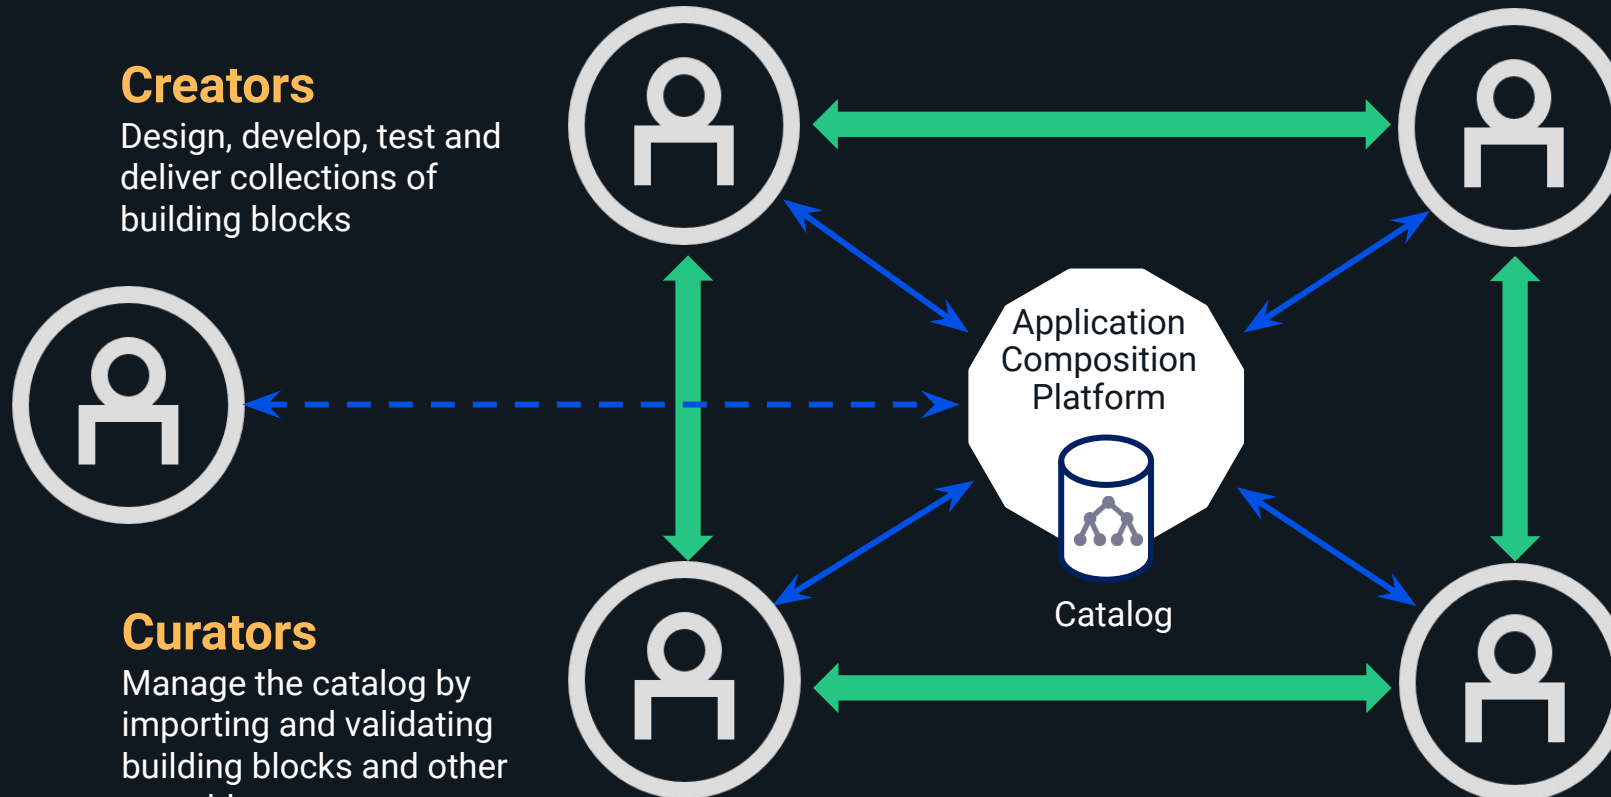 Creators
Design, develop, test and
deliver collections of
building blocks
Application
Composition
Platform
Catalog
Curators
Manage the catalog by
importing and validating
building blocks and other